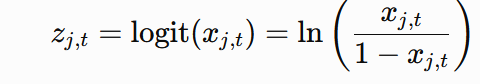 z_{j,t} = logit(x_{j,t}) = ln ( x_{j,t} / (1 − x_{j,t}) )